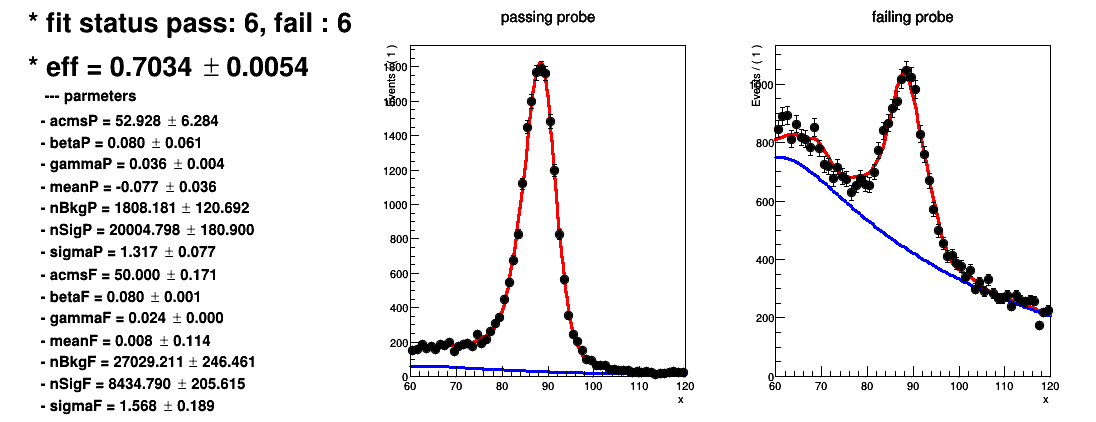 * fit status pass: 6, fail : 6
* eff = 0.7034 ± 0.0054
--- parmeters
- acmsP = 52.928 ± 6.284
- betaP = 0.080 ± 0.061
- gammaP = 0.036 ± 0.004
- meanP = -0.077 ± 0.036
- nBkgP = 1808.181 ± 120.692
- nSigP = 20004.798 ± 180.900
- sigmaP = 1.317 ± 0.077
- acmsF = 50.000 ± 0.171
- betaF = 0.080 ± 0.001
- gammaF = 0.024 ± 0.000
- meanF = 0.008 ± 0.114
- nBkgF = 27029.211 ± 246.461
- nSigF = 8434.790 ± 205.615
- sigmaF = 1.568 ± 0.189
passing probe
Events / ( 1 )
1800
1600
1400
1200
1000
800
600
400
200
0
60 70 80 90 100 110 120
x
failing probe
Events / ( 1 )
1000
800
600
400
200
0
60 70 80 90 100 110 120
x